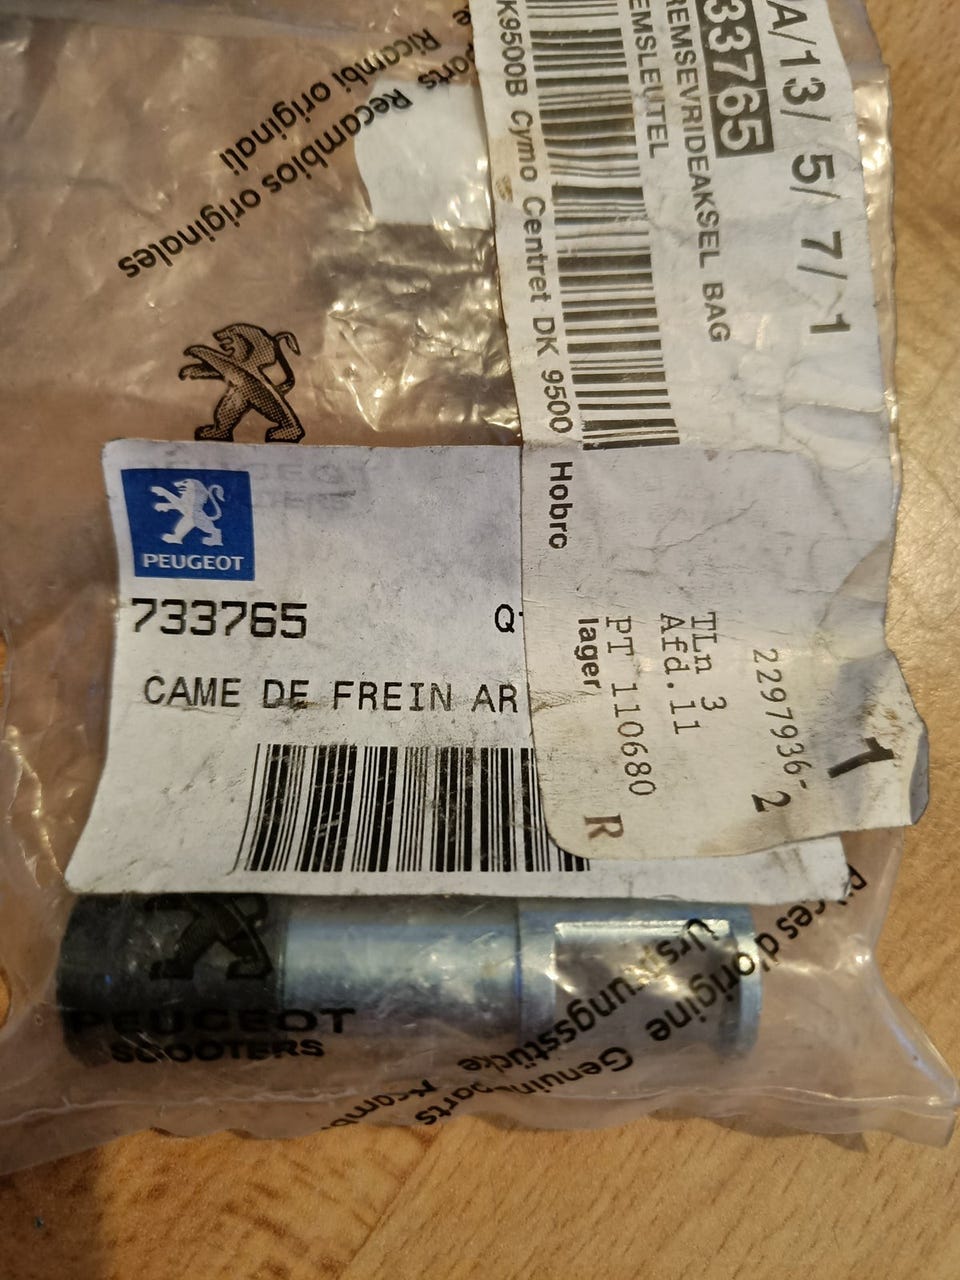 PEUGEOT
733765
CAME DE FREIN AR
A/13/ 5/ 7/ 1
33765
REMSEVRIDEAKSEL BAG
EMSLEUTEL
K9500B Cymo Centret DK 9500 Hobro
2297936-2
1
TLn 3
Afd.11
PT 110680
lager
R
parts Recambios originales
Ricambi originali
PEUGEOT
SCOOTERS
Pièces d'origine
Ursprungsstücke
Genuine parts